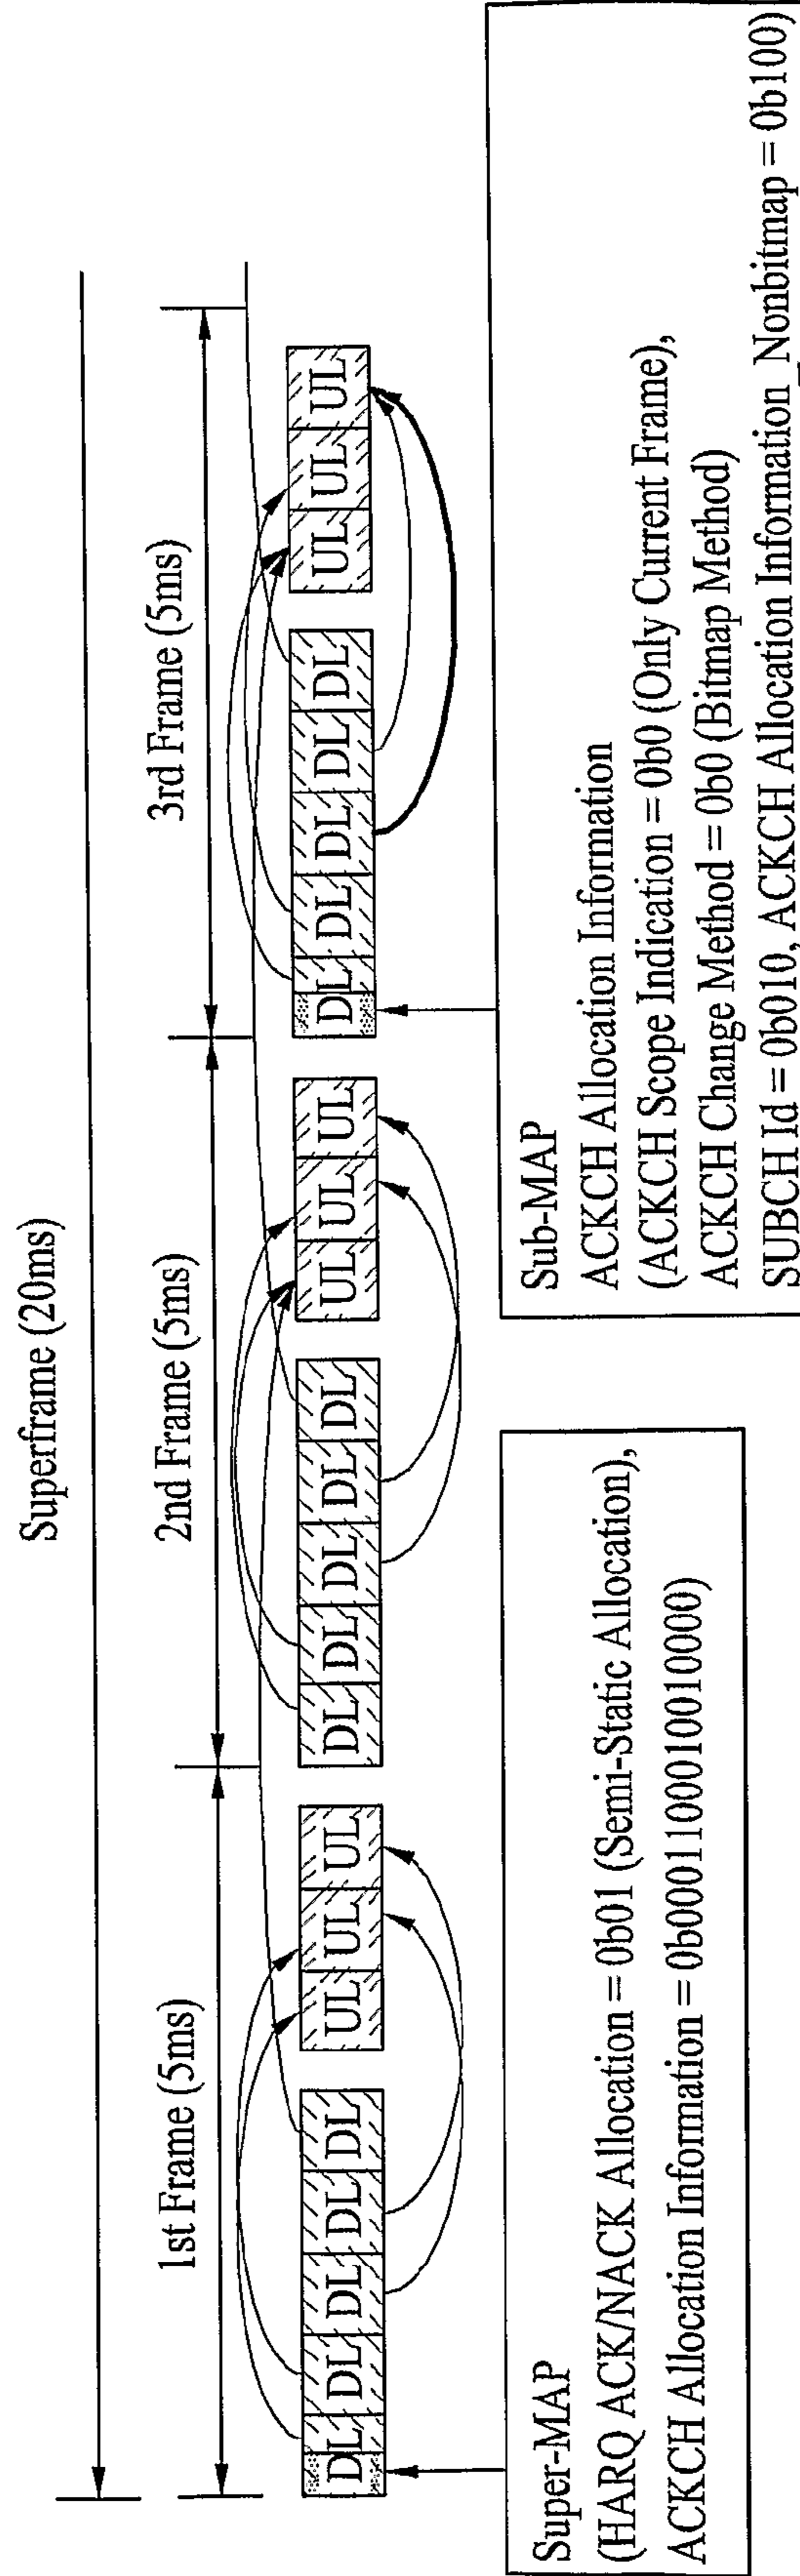 Superframe (20ms)
1st Frame (5ms)
2nd Frame (5ms)
3rd Frame (5ms)
DL DL DL DL DL UL UL UL
DL DL DL DL DL UL UL UL
DL DL DL DL DL UL UL UL
Super-MAP
(HARQ ACK/NACK Allocation = 0b01 (Semi-Static Allocation),
ACKCH Allocation Information =
Sub-MAP
ACKCH Allocation Information
(ACKCH Scope Indication = 0b0 (Only Current Frame),
ACKCH Change Method = 0b0 (Bitmap Method)
SUBCH Id = 0b010, ACKCH Allocation Information_Nonbitmap = 0b100)